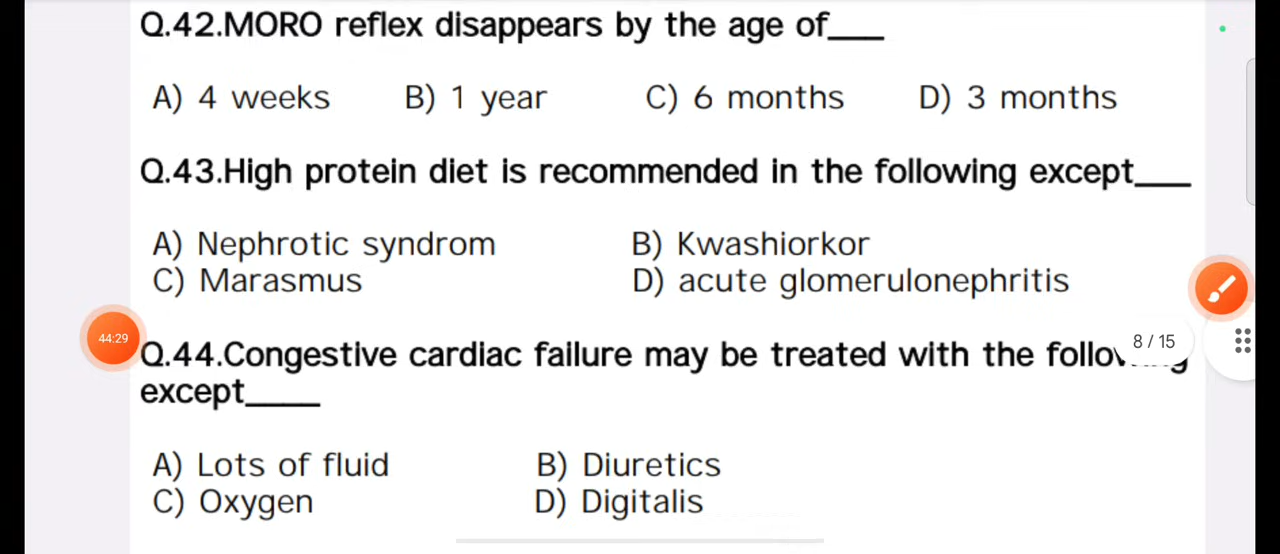 Q.42.MORO reflex disappears by the age of___
A) 4 weeks B) 1 year C) 6 months D) 3 months
Q.43.High protein diet is recommended in the following except___
A) Nephrotic syndrom B) Kwashiorkor
C) Marasmus D) acute glomerulonephritis
44:29
Q.44.Congestive cardiac failure may be treated with the
8 / 15
except____
A) Lots of fluid B) Diuretics
C) Oxygen D) Digitalis